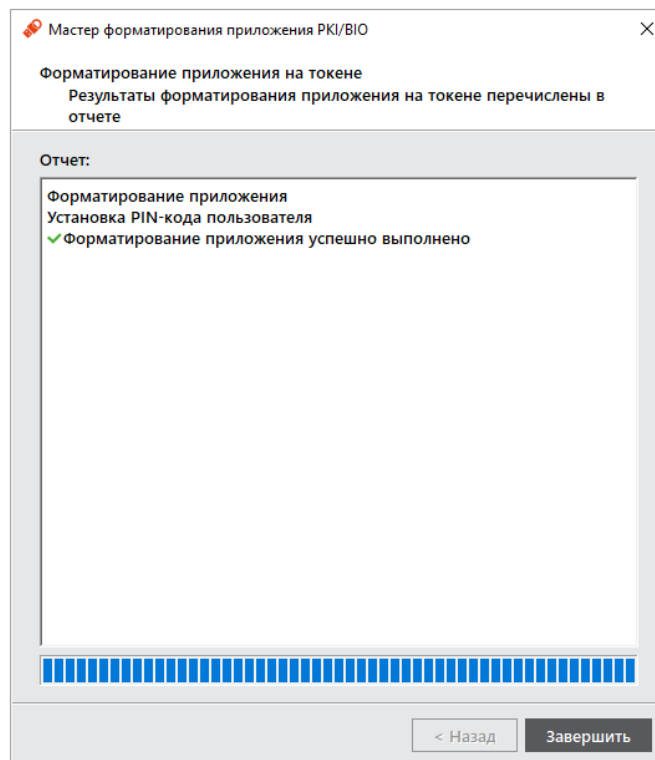 Мастер форматирования приложения PKI/BIO
Форматирование приложения на токене
Результаты форматирования приложения на токене перечислены в
отчете
Отчет:
Форматирование приложения
Установка PIN-кода пользователя
Форматирование приложения успешно выполнено
< Назад
Завершить